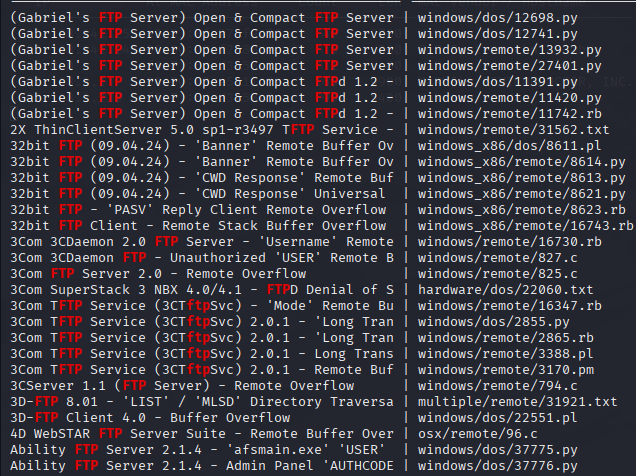 (Gabriel's FTP Server) Open & Compact FTP Server | windows/dos/12698.py
(Gabriel's FTP Server) Open & Compact FTP Server | windows/dos/12741.py
(Gabriel's FTP Server) Open & Compact FTP Server | windows/remote/13932.py
(Gabriel's FTP Server) Open & Compact FTP Server | windows/remote/27401.py
(Gabriel's FTP Server) Open & Compact FTPd 1.2 - | windows/dos/11391.py
(Gabriel's FTP Server) Open & Compact FTPd 1.2 - | windows/remote/11420.py
(Gabriel's FTP Server) Open & Compact FTPd 1.2 - | windows/remote/11742.rb
2X ThinClientServer 5.0 sp1-r3497 TFTP Service - | windows/remote/31562.txt
32bit FTP (09.04.24) - 'Banner' Remote Buffer Ov | windows_x86/dos/8611.pl
32bit FTP (09.04.24) - 'Banner' Remote Buffer Ov | windows_x86/remote/8614.py
32bit FTP (09.04.24) - 'CWD Response' Remote Buf | windows_x86/remote/8613.py
32bit FTP (09.04.24) - 'CWD Response' Universal | windows_x86/remote/8621.py
32bit FTP - 'PASV' Reply Client Remote Overflow | windows_x86/remote/8623.rb
32bit FTP Client - Remote Stack Buffer Overflow | windows_x86/remote/16743.rb
3Com 3CDaemon 2.0 FTP Server - 'Username' Remote | windows/remote/16730.rb
3Com 3CDaemon FTP - Unauthorized 'USER' Remote B | windows/remote/827.c
3Com FTP Server 2.0 - Remote Overflow | windows/remote/825.c
3Com SuperStack 3 NBX 4.0/4.1 - FTPD Denial of S | hardware/dos/22060.txt
3Com TFTP Service (3CTftpSvc) - 'Mode' Remote Bu | windows/remote/16347.rb
3Com TFTP Service (3CTftpSvc) 2.0.1 - 'Long Tran | windows/dos/2855.py
3Com TFTP Service (3CTftpSvc) 2.0.1 - 'Long Tran | windows/remote/2865.rb
3Com TFTP Service (3CTftpSvc) 2.0.1 - Long Trans | windows/remote/3388.pl
3Com TFTP Service (3CTftpSvc) 2.0.1 - Remote Buf | windows/remote/3170.pm
3CServer 1.1 (FTP Server) - Remote Overflow | windows/remote/794.c
3D-FTP 8.01 - 'LIST' / 'MLSD' Directory Traversa | multiple/remote/31921.txt
3D-FTP Client 4.0 - Buffer Overflow | windows/dos/22551.pl
4D WebSTAR FTP Server Suite - Remote Buffer Over | osx/remote/96.c
Ability FTP Server 2.1.4 - 'afsmain.exe' 'USER' | windows/dos/37775.py
Ability FTP Server 2.1.4 - Admin Panel 'AUTHCODE | windows/dos/37776.py